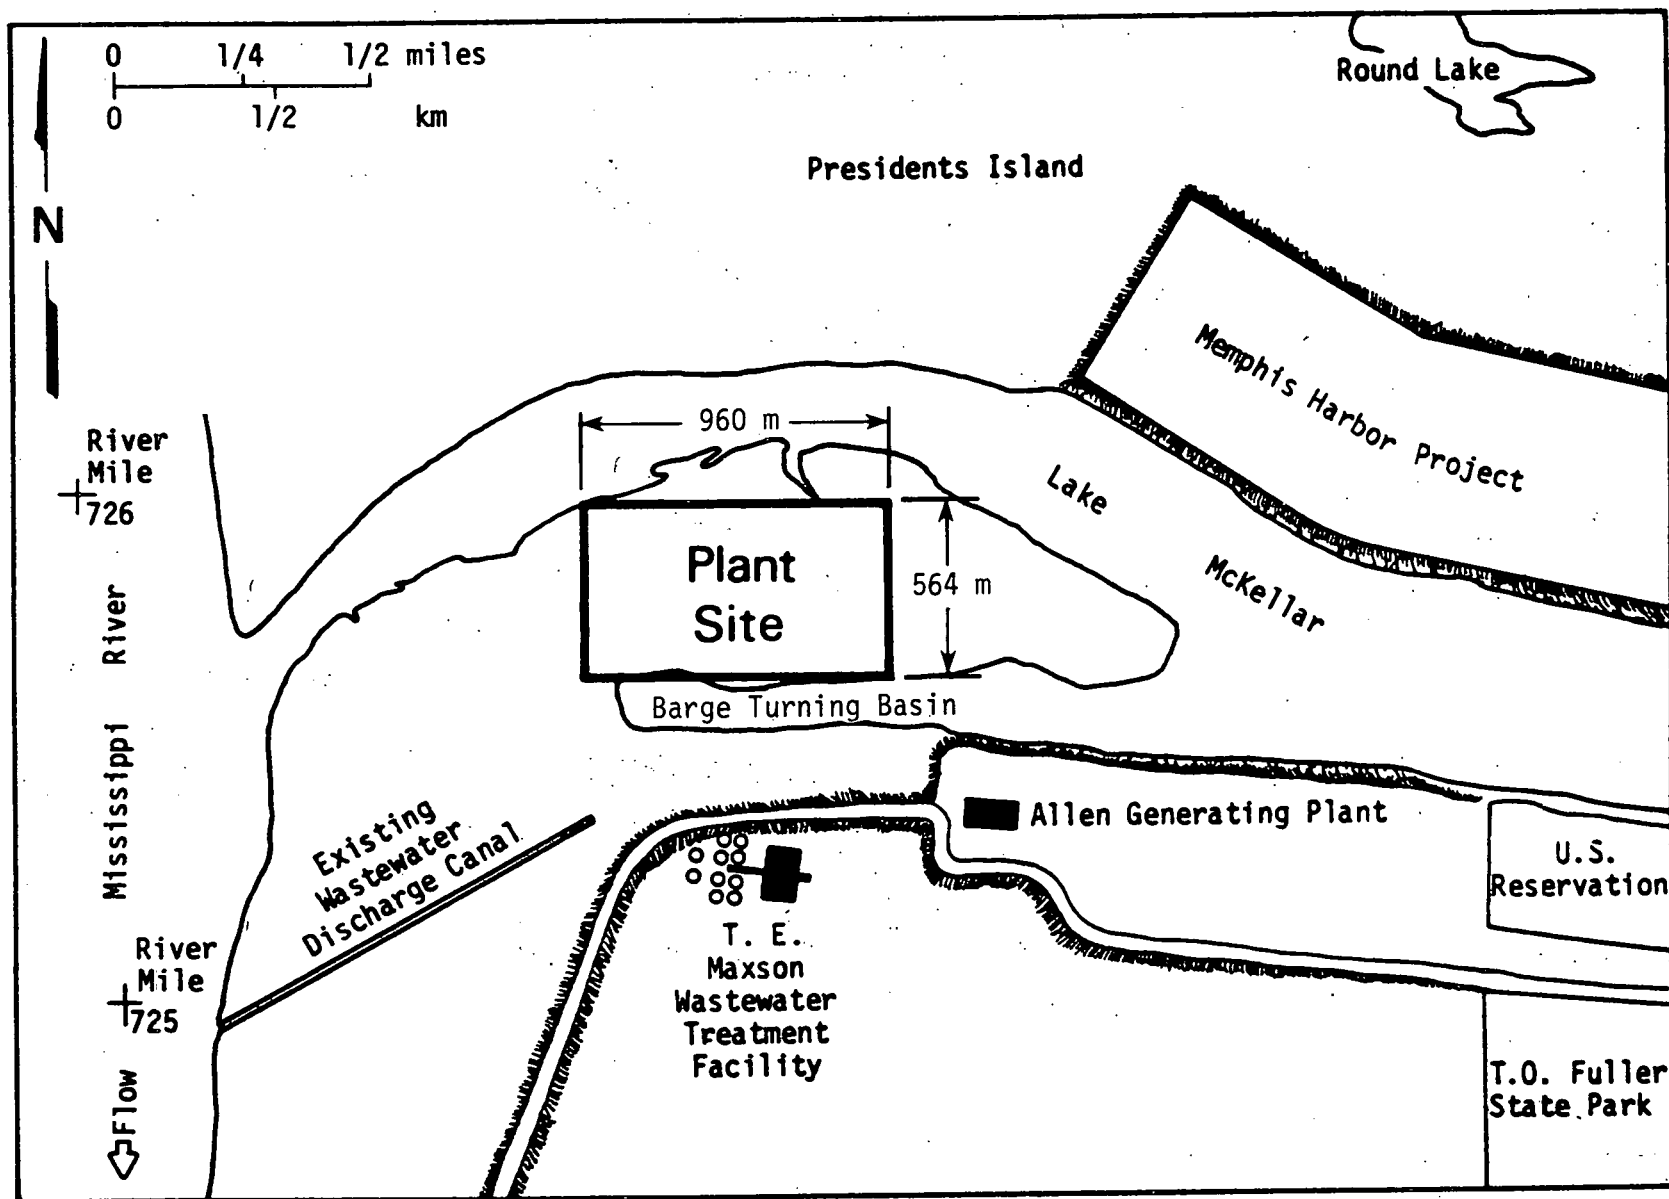 0 1/4 1/2 miles
0 1/2 km
N
Round Lake
Presidents Island
Memphis Harbor Project
960 m
River
Mile
726
Lake
McKellar
Plant
Site
564 m
Barge Turning Basin
Mississippi River
Existing
Wastewater
Discharge Canal
Allen Generating Plant
U.S.
Reservation
River
Mile
725
T. E.
Maxson
Wastewater
Treatment
Facility
Flow
T.O. Fuller
State Park